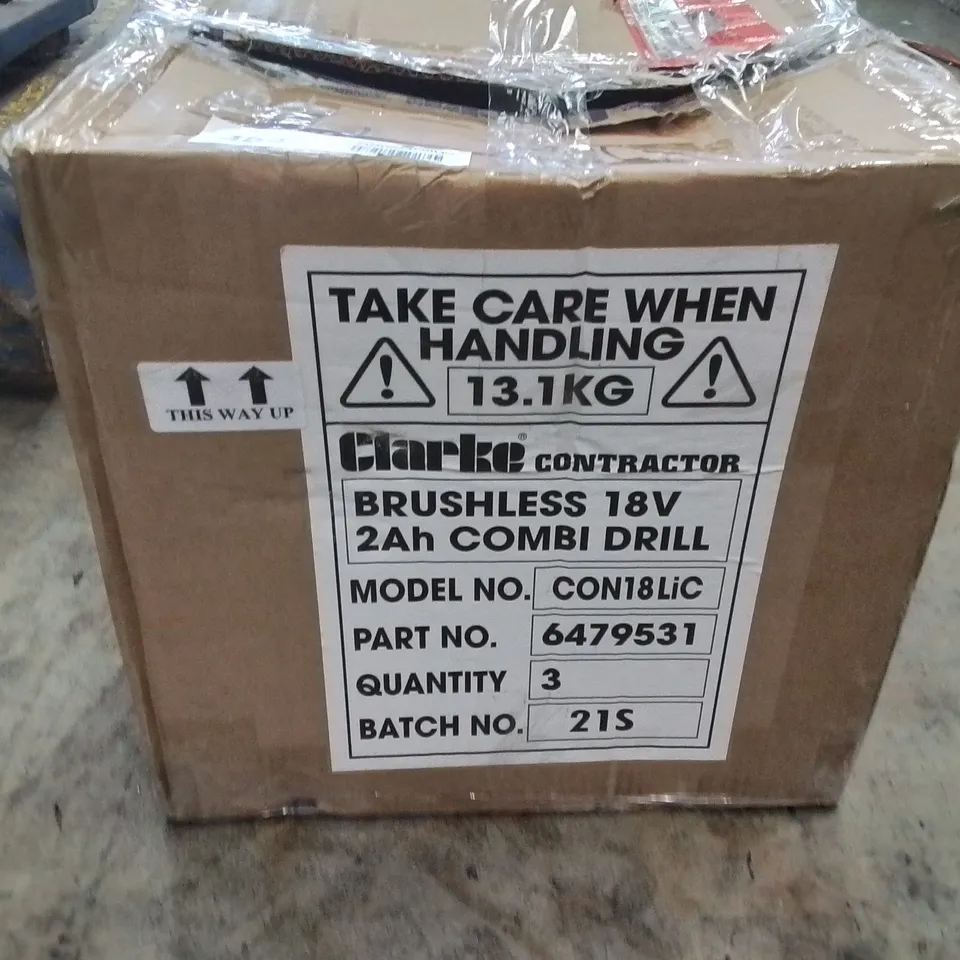 TAKE CARE WHEN
HANDLING
13.1KG
THIS WAY UP
Clarke® CONTRACTOR
BRUSHLESS 18V
2Ah COMBI DRILL
MODEL NO. CON18LiC
PART NO. 6479531
QUANTITY 3
BATCH NO. 21S